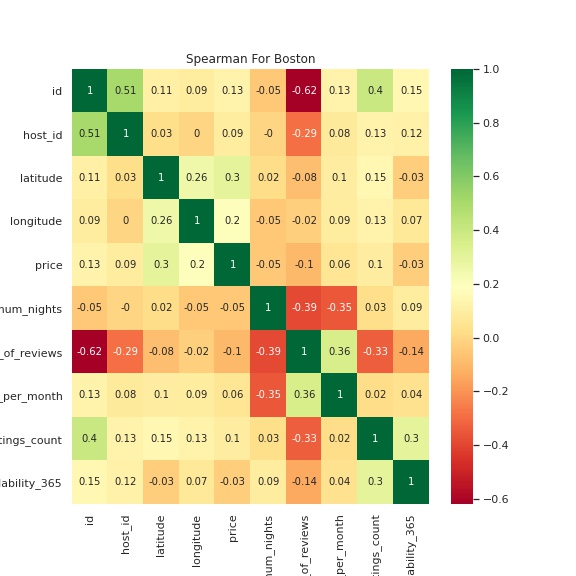 Spearman For Boston
id 1 0.51 0.11 0.09 0.13 -0.05 -0.62 0.13 0.4 0.15
host_id 0.51 1 0.03 0 0.09 -0 -0.29 0.08 0.13 0.12
latitude 0.11 0.03 1 0.26 0.3 0.02 -0.08 0.1 0.15 -0.03
longitude 0.09 0 0.26 1 0.2 -0.05 -0.02 0.09 0.13 0.07
price 0.13 0.09 0.3 0.2 1 -0.05 -0.1 0.06 0.1 -0.03
num_nights -0.05 -0 0.02 -0.05 -0.05 1 -0.39 -0.35 0.03 0.09
_of_reviews -0.62 -0.29 -0.08 -0.02 -0.1 -0.39 1 0.36 -0.33 -0.14
_per_month 0.13 0.08 0.1 0.09 0.06 -0.35 0.36 1 0.02 0.04
tings_count 0.4 0.13 0.15 0.13 0.1 0.03 -0.33 0.02 1 0.3
lability_365 0.15 0.12 -0.03 0.07 -0.03 0.09 -0.14 0.04 0.3 1
id host_id latitude longitude price num_nights _of_reviews _per_month ings_count ability_365
1.0
0.8
0.6
0.4
0.2
0.0
−0.2
−0.4
−0.6